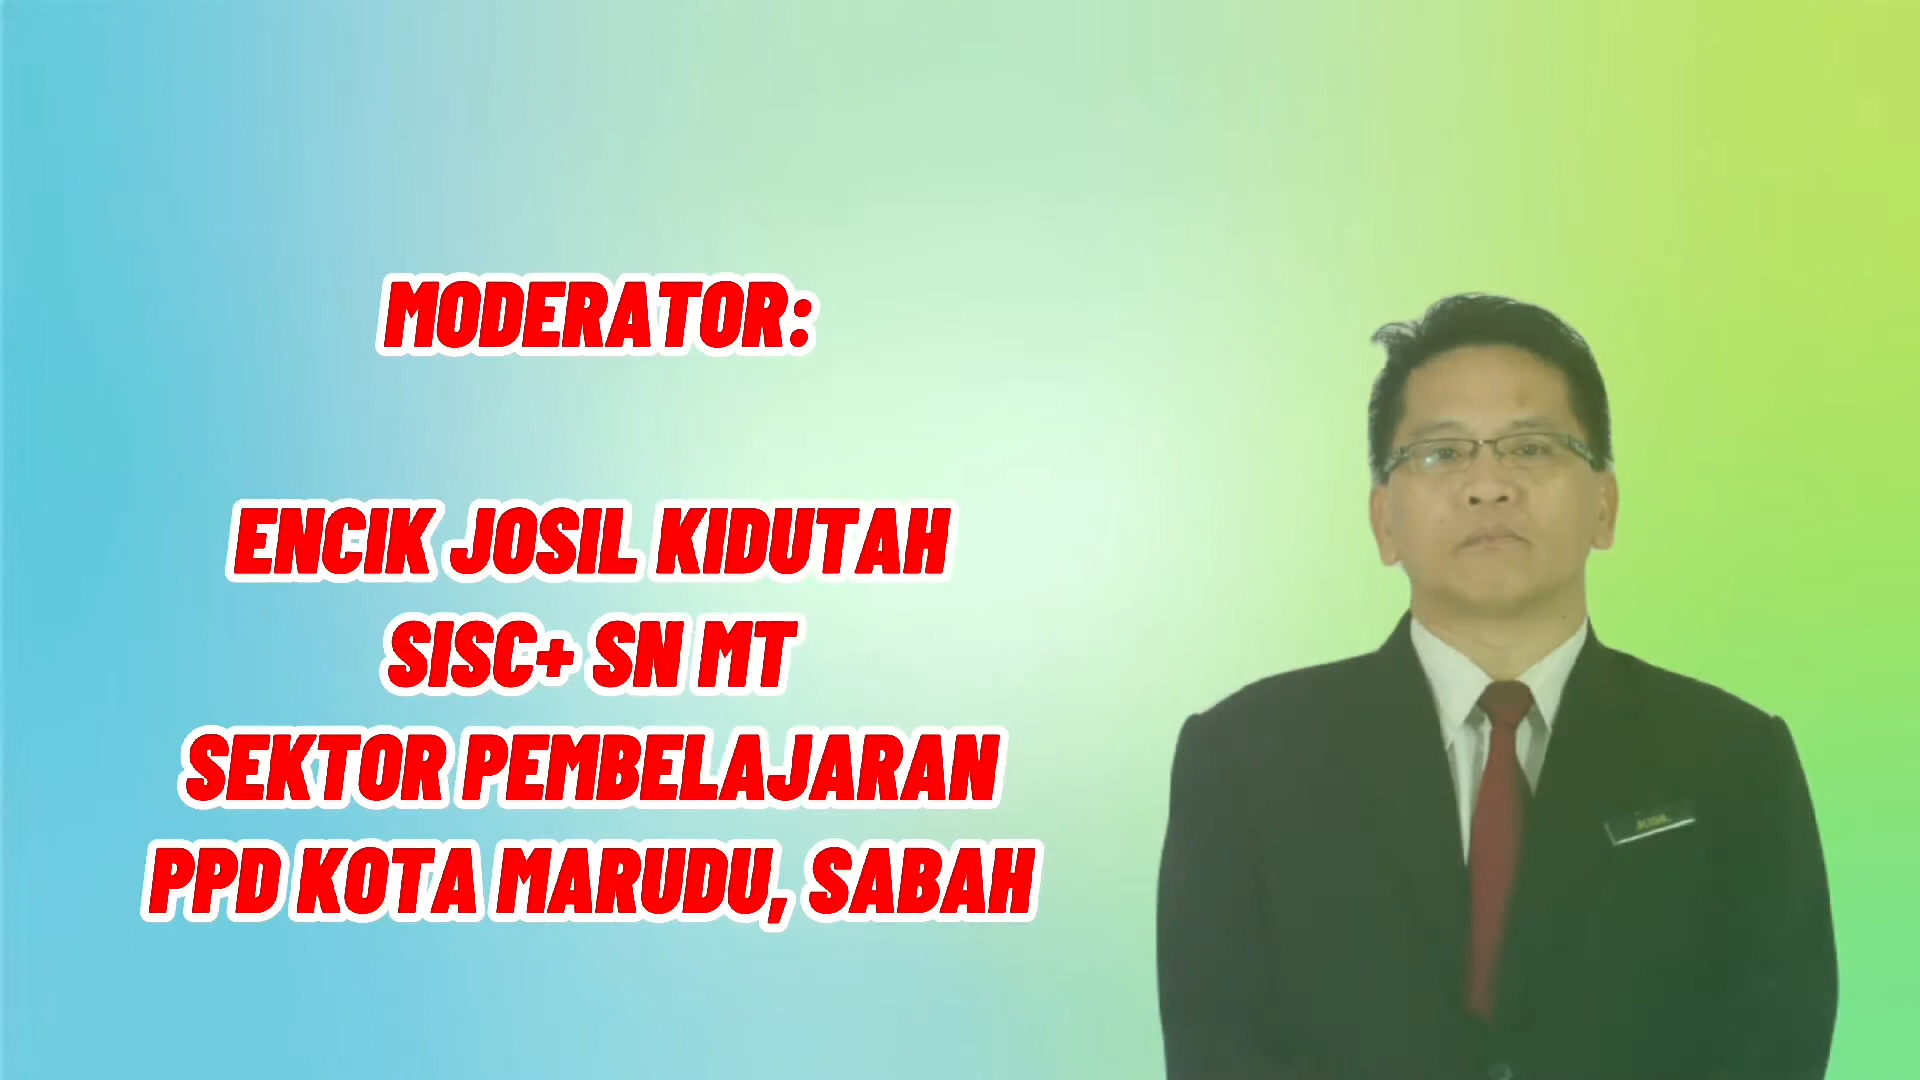 MODERATOR:
ENCIK JOSIL KIDUTAH
SISC+ SN MT
SEKTOR PEMBELAJARAN
PPD KOTA MARUDU, SABAH